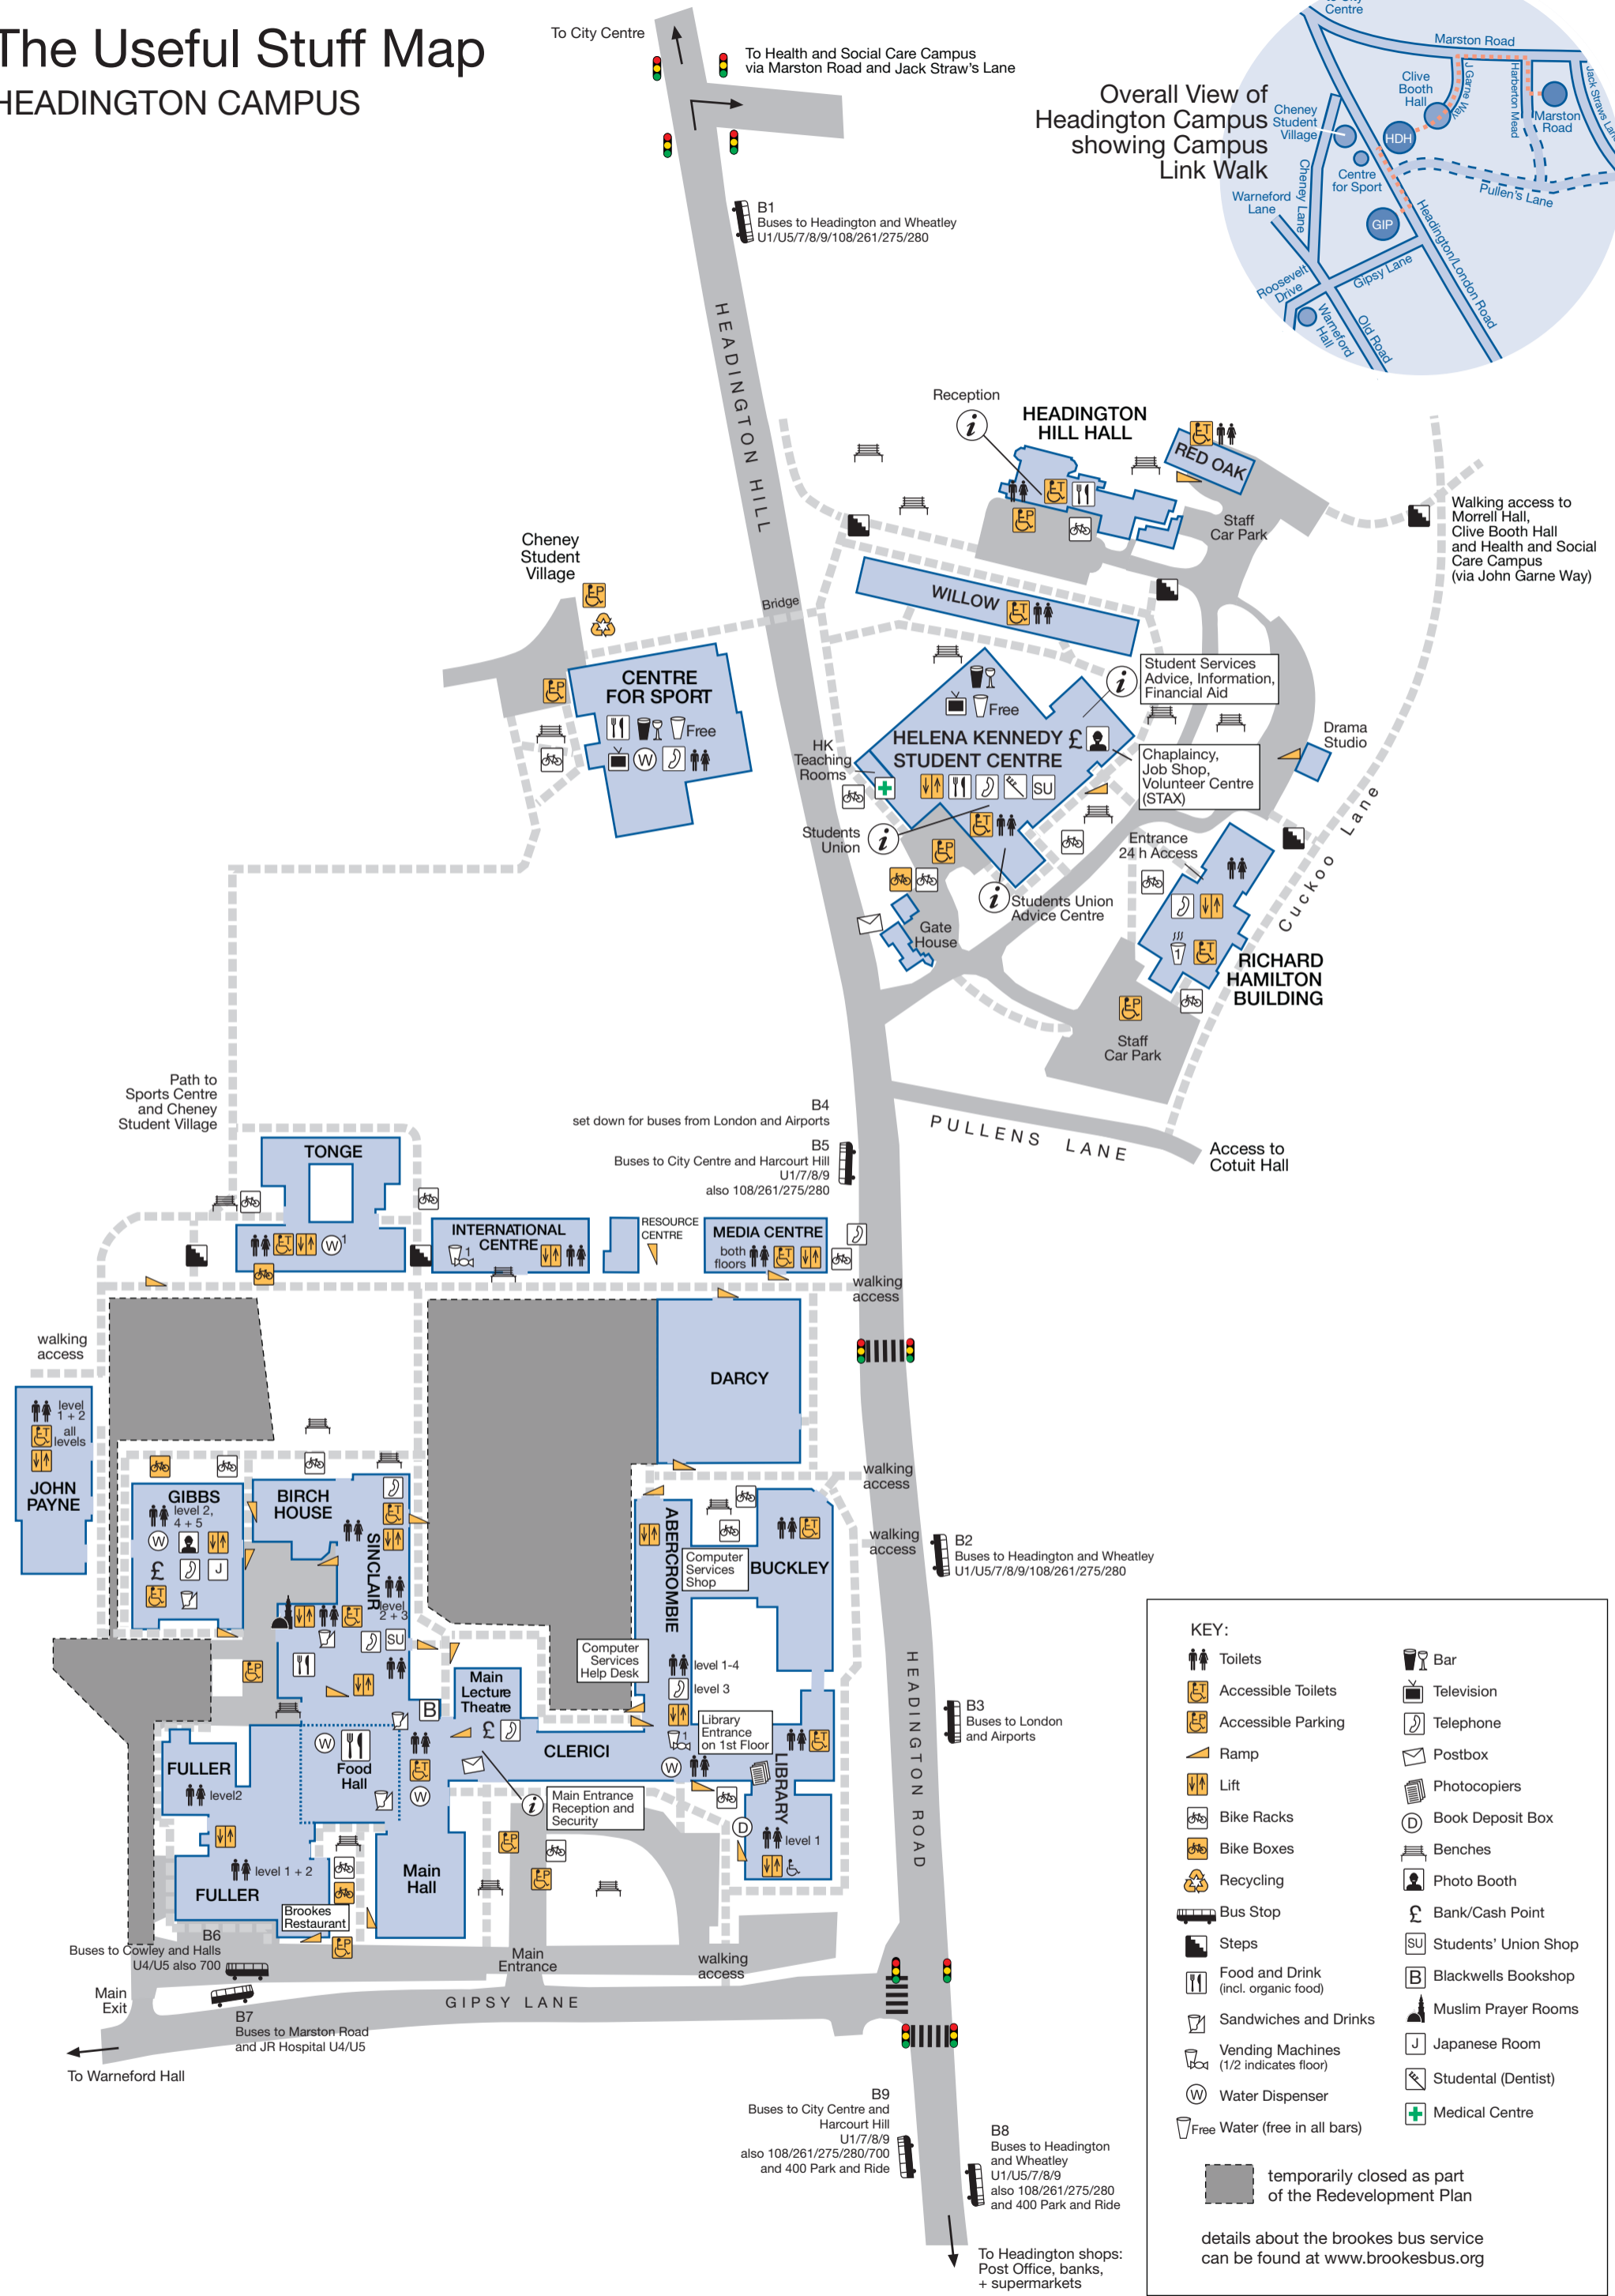 The Useful Stuff Map
HEADINGTON CAMPUS
To City Centre
To Health and Social Care Campus
via Marston Road and Jack Straw's Lane
Overall View of
Headington Campus
showing Campus
Link Walk
Centre
Marston Road
Clive
Booth
Hall
J Garne Way
Harberton Mead
Jack Straws Lane
Marston
Road
Cheney
Student
Village
HDH
Centre
for Sport
Cheney Lane
Pullen's Lane
Warneford
Lane
GIP
Headington/London Road
Gipsy Lane
Roosevelt
Drive
Warneford
Hall
Old Road
B1
Buses to Headington and Wheatley
U1/U5/7/8/9/108/261/275/280
HEADINGTON HILL
Reception
HEADINGTON
HILL HALL
RED OAK
Staff
Car Park
Walking access to
Morrell Hall,
Clive Booth Hall
and Health and Social
Care Campus
(via John Garne Way)
Cheney
Student
Village
Bridge
WILLOW
CENTRE
FOR SPORT
Free
W
Student Services
Advice, Information,
Financial Aid
Free
HELENA KENNEDY £
STUDENT CENTRE
SU
HK
Teaching
Rooms
Chaplaincy,
Job Shop,
Volunteer Centre
(STAX)
Drama
Studio
Students
Union
Entrance
24 h Access
Students Union
Advice Centre
Gate
House
Cuckoo Lane
1
RICHARD
HAMILTON
BUILDING
Staff
Car Park
Path to
Sports Centre
and Cheney
Student Village
B4
set down for buses from London and Airports
B5
Buses to City Centre and Harcourt Hill
U1/7/8/9
also 108/261/275/280
PULLENS LANE
Access to
Cotuit Hall
TONGE
W 1
INTERNATIONAL
CENTRE
1
RESOURCE
CENTRE
MEDIA CENTRE
both
floors
walking
access
walking
access
DARCY
level
1 + 2
all
levels
JOHN
PAYNE
GIBBS
level 2,
4 + 5
W
£ J
BIRCH
HOUSE
SINCLAIR
level
2 + 3
SU
walking
access
walking
access
ABERCROMBIE
Computer
Services
Shop
BUCKLEY
B2
Buses to Headington and Wheatley
U1/U5/7/8/9/108/261/275/280
Computer
Services
Help Desk
level 1-4
level 3
Library
Entrance
on 1st Floor
1
W
Main
Lecture
Theatre
£
B
CLERICI
LIBRARY
D
level 1
HEADINGTON ROAD
B3
Buses to London
and Airports
FULLER
level2
W
Food
Hall
W
Main Entrance
Reception and
Security
level 1 + 2
FULLER
Main
Hall
Brookes
Restaurant
B6
Buses to Cowley and Halls
U4/U5 also 700
Main
Entrance
walking
access
Main
Exit
GIPSY LANE
B7
Buses to Marston Road
and JR Hospital U4/U5
To Warneford Hall
B9
Buses to City Centre and
Harcourt Hill
U1/7/8/9
also 108/261/275/280/700
and 400 Park and Ride
B8
Buses to Headington
and Wheatley
U1/U5/7/8/9
also 108/261/275/280
and 400 Park and Ride
To Headington shops:
Post Office, banks,
+ supermarkets
KEY:
Toilets
Accessible Toilets
Accessible Parking
Ramp
Lift
Bike Racks
Bike Boxes
Recycling
Bus Stop
Steps
Food and Drink
(incl. organic food)
Sandwiches and Drinks
Vending Machines
(1/2 indicates floor)
W Water Dispenser
Free Water (free in all bars)
Bar
Television
Telephone
Postbox
Photocopiers
D Book Deposit Box
Benches
Photo Booth
£ Bank/Cash Point
SU Students' Union Shop
B Blackwells Bookshop
Muslim Prayer Rooms
J Japanese Room
Studental (Dentist)
Medical Centre
temporarily closed as part
of the Redevelopment Plan
details about the brookes bus service
can be found at www.brookesbus.org